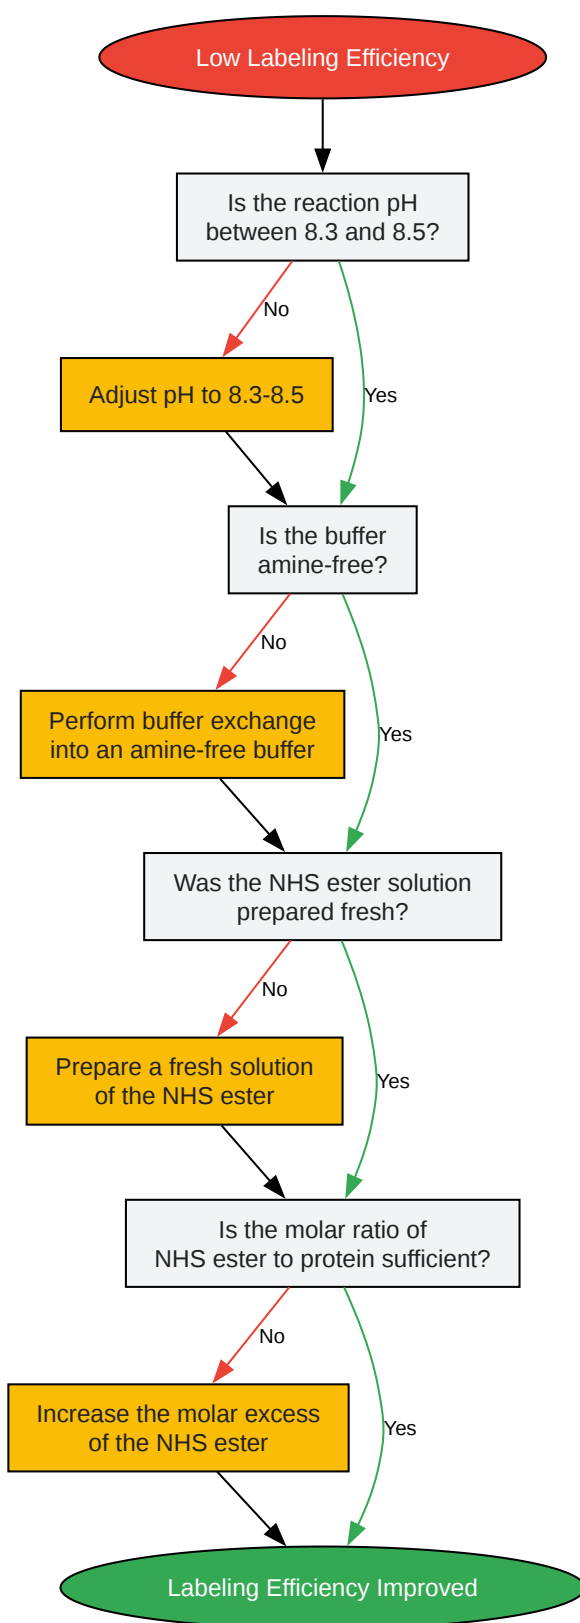 Low Labeling Efficiency
Is the reaction pH
between 8.3 and 8.5?
No
Adjust pH to 8.3-8.5
Yes
Is the buffer
amine-free?
No
Perform buffer exchange
into an amine-free buffer
Yes
Was the NHS ester solution
prepared fresh?
No
Prepare a fresh solution
of the NHS ester
Yes
Is the molar ratio of
NHS ester to protein sufficient?
No
Increase the molar excess
of the NHS ester
Yes
Labeling Efficiency Improved